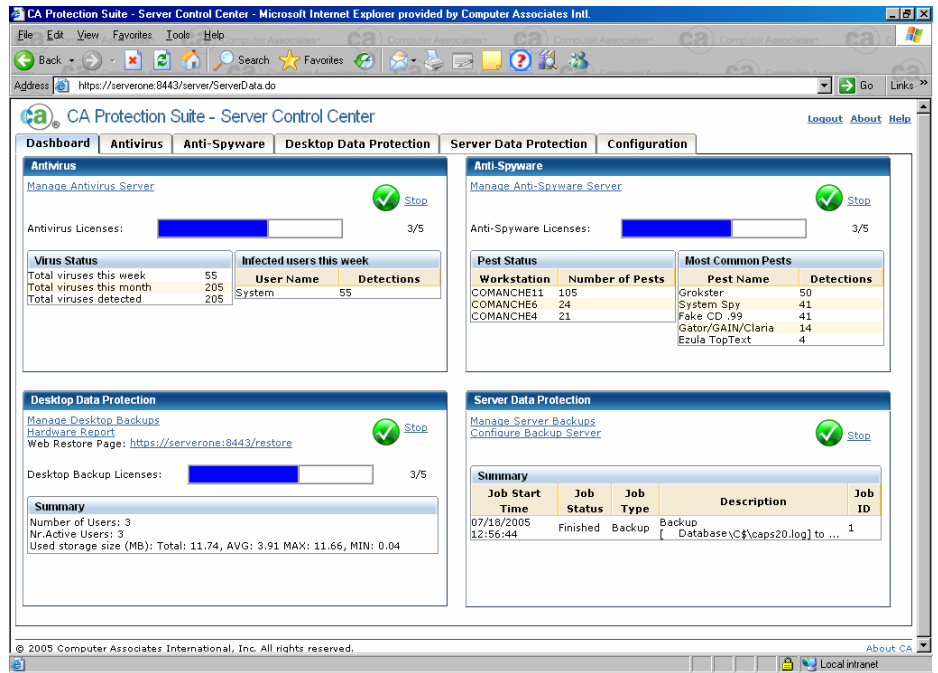 CA Protection Suite - Server Control Center - Microsoft Internet Explorer provided by Computer Associates Intl.
File Edit View Favorites Tools Help
Back Search Favorites
Address https://serverone:8443/server/ServerData.do Go Links »
ca® CA Protection Suite - Server Control Center
Logout About Help
Dashboard Antivirus Anti-Spyware Desktop Data Protection Server Data Protection Configuration
Antivirus
Manage Antivirus Server
Stop
Antivirus Licenses: 3/5
Virus Status
Total viruses this week 55
Total viruses this month 205
Total viruses detected 205
Infected users this week
User Name Detections
System 55
Anti-Spyware
Manage Anti-Spyware Server
Stop
Anti-Spyware Licenses: 3/5
Pest Status
Workstation Number of Pests
COMANCHE11 105
COMANCHE6 24
COMANCHE4 21
Most Common Pests
Pest Name Detections
Grokster 50
System Spy 41
Fake CD .99 41
Gator/GAIN/Claria 14
Ezula TopText 4
Desktop Data Protection
Manage Desktop Backups
Hardware Report
Web Restore Page: https://serverone:8443/restore
Stop
Desktop Backup Licenses: 3/5
Summary
Number of Users: 3
Nr.Active Users: 3
Used storage size (MB): Total: 11.74, AVG: 3.91 MAX: 11.66, MIN: 0.04
Server Data Protection
Manage Server Backups
Configure Backup Server
Stop
Summary
Job Start Time Job Status Job Type Description Job ID
07/18/2005 12:56:44 Finished Backup Backup [ Database\C$\caps20.log] to ... 1
© 2005 Computer Associates International, Inc. All rights reserved.
About CA
Local intranet